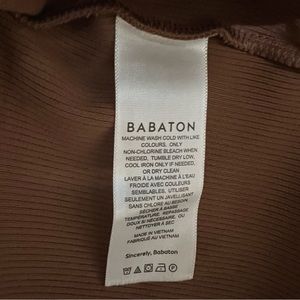 BABATON
MACHINE WASH COLD WITH LIKE
COLOURS, ONLY
NON-CHLORINE BLEACH WHEN
NEEDED, TUMBLE DRY LOW,
COOL IRON ONLY IF NEEDED,
OR DRY CLEAN
LAVER À LA MACHINE À L'EAU
FROIDE AVEC COULEURS
SEMBLABLES, UTILISER
SEULEMENT UN JAVELLISANT
SANS CHLORE AU BESOIN
SÉCHER À BASSE
TEMPÉRATURE. REPASSAGE
DOUX SI NÉCESSAIRE, OU
NETTOYER À SEC
MADE IN VIETNAM
FABRIQUÉ AU VIETNAM
Sincerely, Babaton